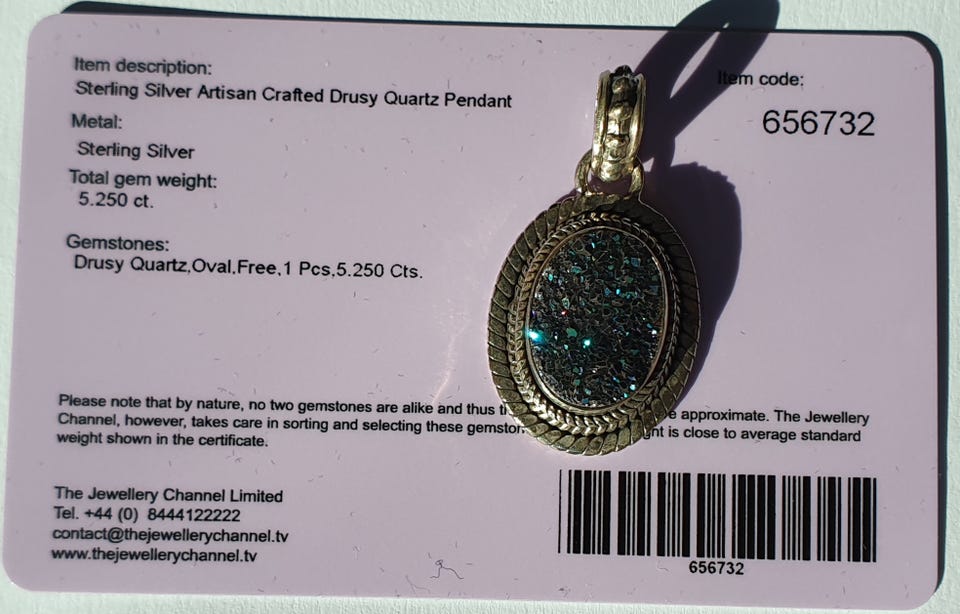 Item description:
Sterling Silver Artisan Crafted Drusy Quartz Pendant
Item code:
656732
Metal:
Sterling Silver
Total gem weight:
5.250 ct.
Gemstones:
Drusy Quartz,Oval,Free,1 Pcs,5.250 Cts.
Please note that by nature, no two gemstones are alike and thus approximate. The Jewellery
Channel, however, takes care in sorting and selecting these is close to average standard
weight shown in the certificate.
The Jewellery Channel Limited
Tel. +44 (0) 8444122222
contact@thejewellerychannel.tv
www.thejewellerychannel.tv
656732